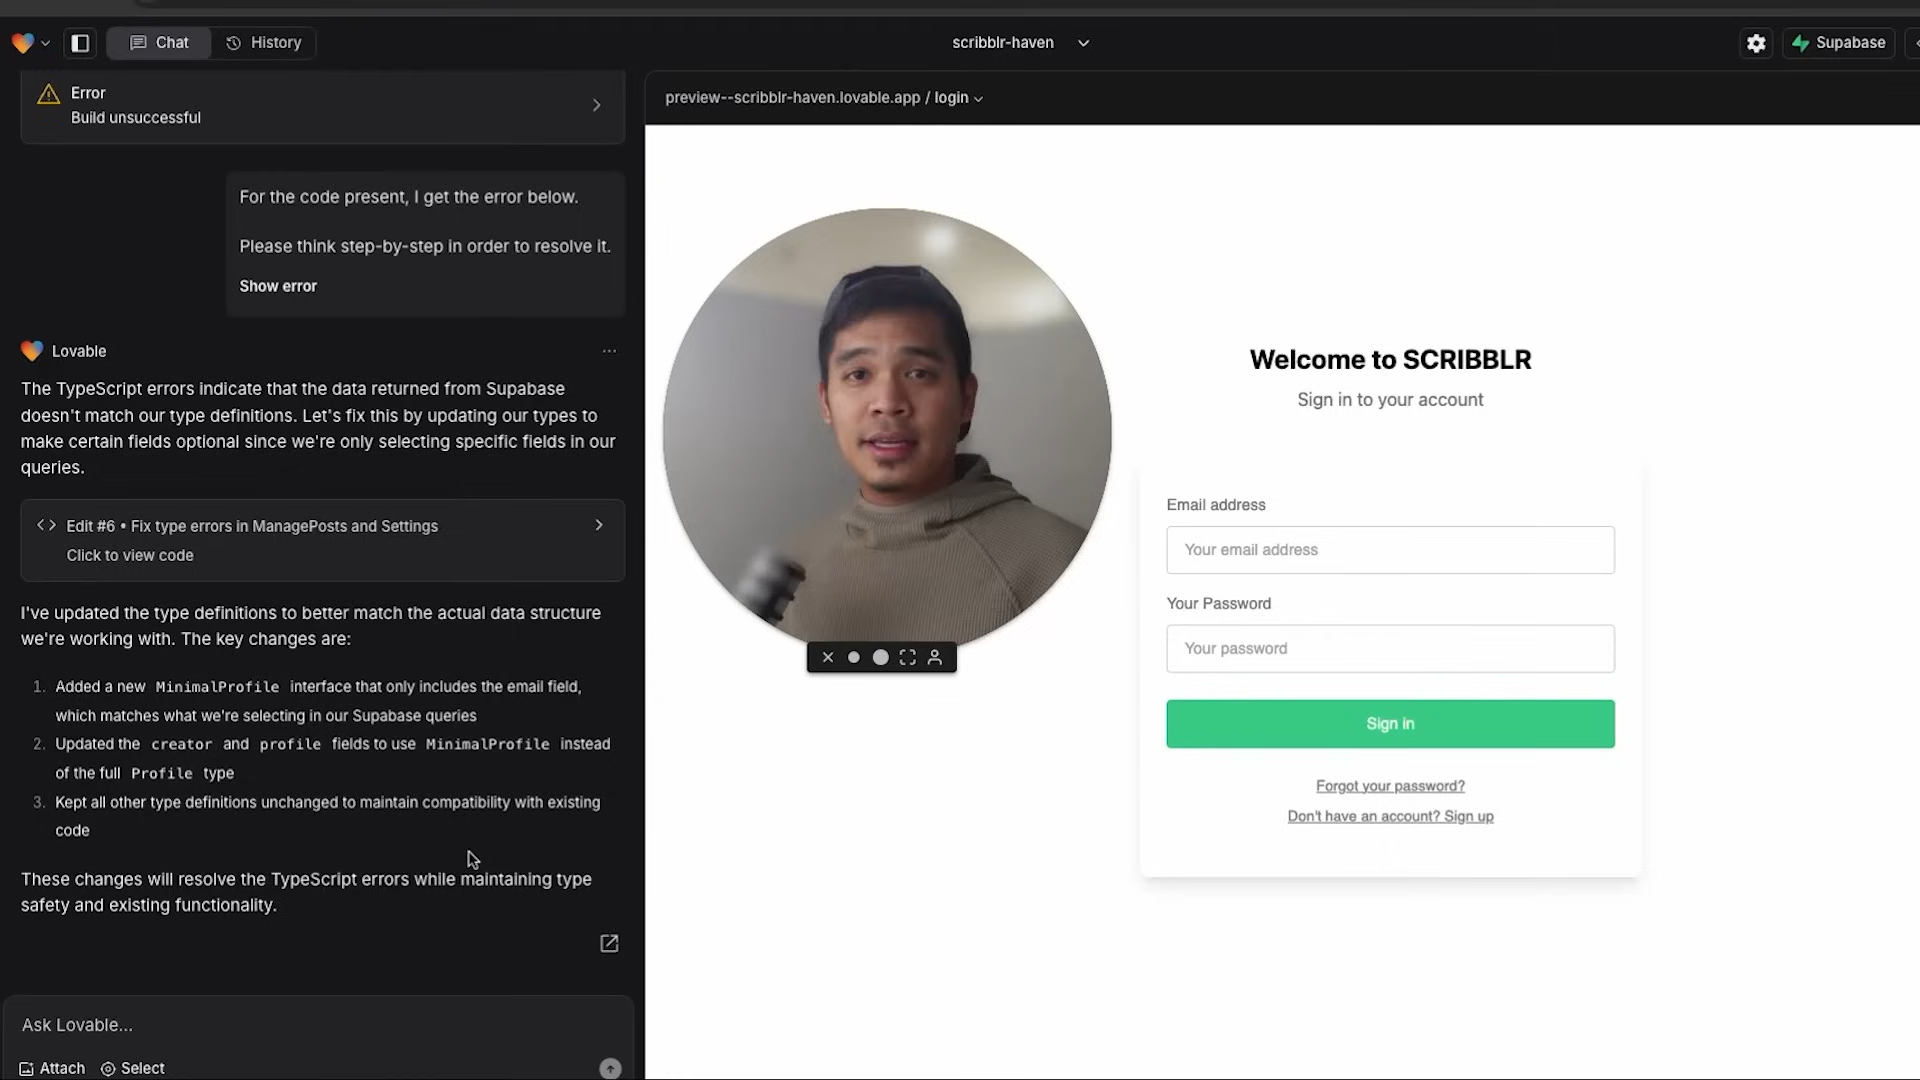 Chat
History
scribblr-haven
Supabase
Error
Build unsuccessful
preview--scribblr-haven.lovable.app / login
For the code present, I get the error below.
Please think step-by-step in order to resolve it.
Show error
Lovable
The TypeScript errors indicate that the data returned from Supabase
doesn't match our type definitions. Let's fix this by updating our types to
make certain fields optional since we're only selecting specific fields in our
queries.
Edit #6 • Fix type errors in ManagePosts and Settings
Click to view code
I've updated the type definitions to better match the actual data structure
we're working with. The key changes are:
1. Added a new MinimalProfile interface that only includes the email field,
which matches what we're selecting in our Supabase queries
2. Updated the creator and profile fields to use MinimalProfile instead
of the full Profile type
3. Kept all other type definitions unchanged to maintain compatibility with existing
code
These changes will resolve the TypeScript errors while maintaining type
safety and existing functionality.
Ask Lovable...
Attach
Select
Welcome to SCRIBBLR
Sign in to your account
Email address
Your email address
Your Password
Your password
Sign in
Forgot your password?
Don't have an account? Sign up